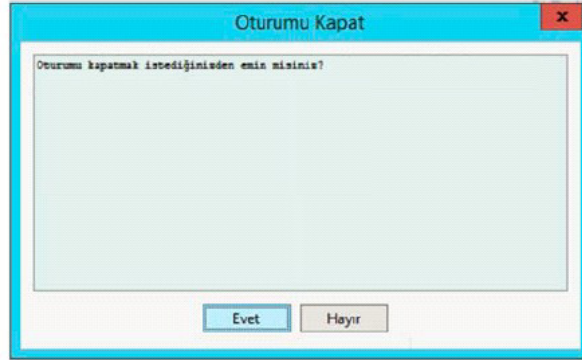 Oturumu Kapat
x
Oturumu kapatmak istediğinizden emin misiniz?
Evet
Hayır